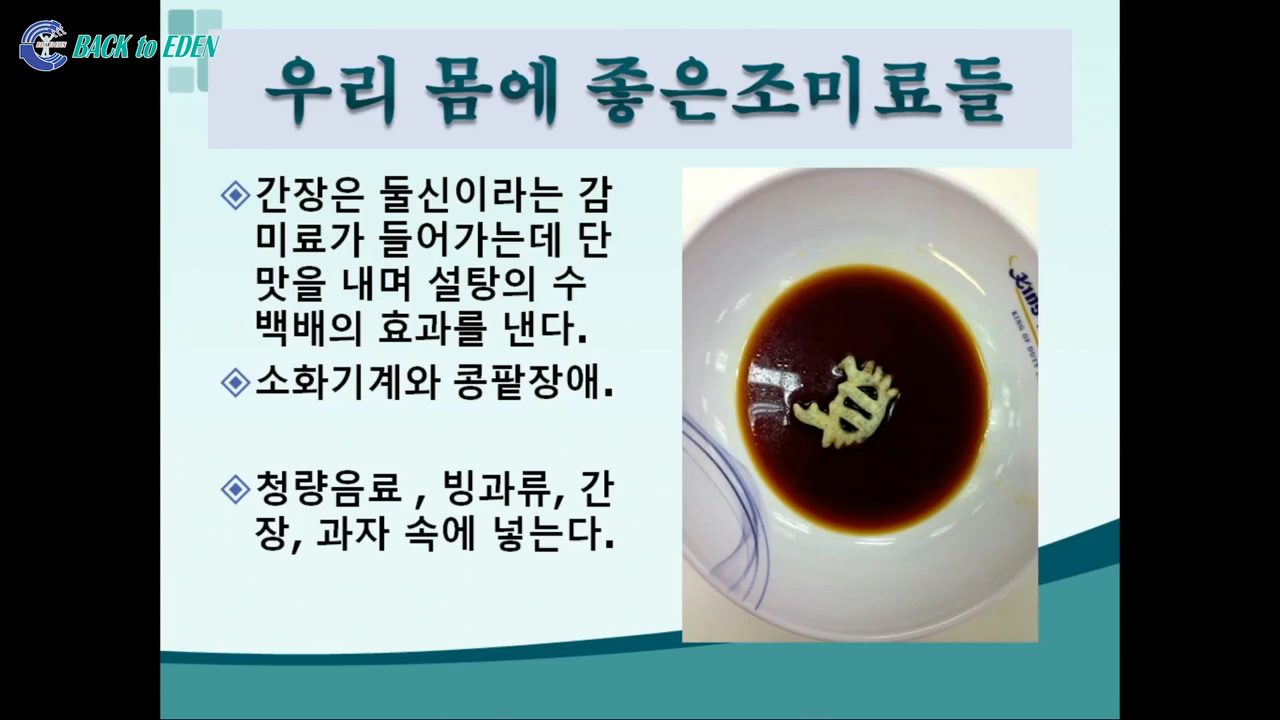 BACK to EDEN
우리 몸에 좋은조미료들
간장은 둘신이라는 감
미료가 들어가는데 단
맛을 내며 설탕의 수
백배의 효과를 낸다.
소화기계와 콩팥장애.
청량음료 , 빙과류, 간
장, 과자 속에 넣는다.